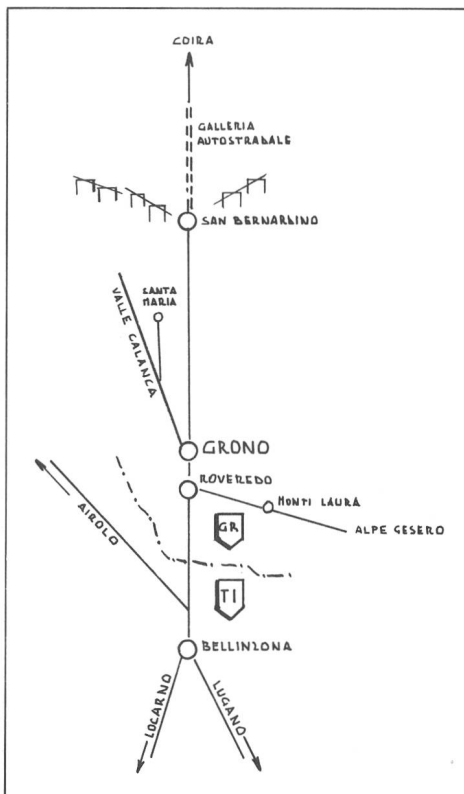 COIRA
GALLERIA
AUTOSTRADALE
SAN BERNARDINO
SANTA
MARIA
VALLE CALANCA
GRONO
ROVEREDO
MONTI LAURA
GR
ALPE GESERO
AIROLO
TI
BELLINZONA
LOCARNO
LUGANO